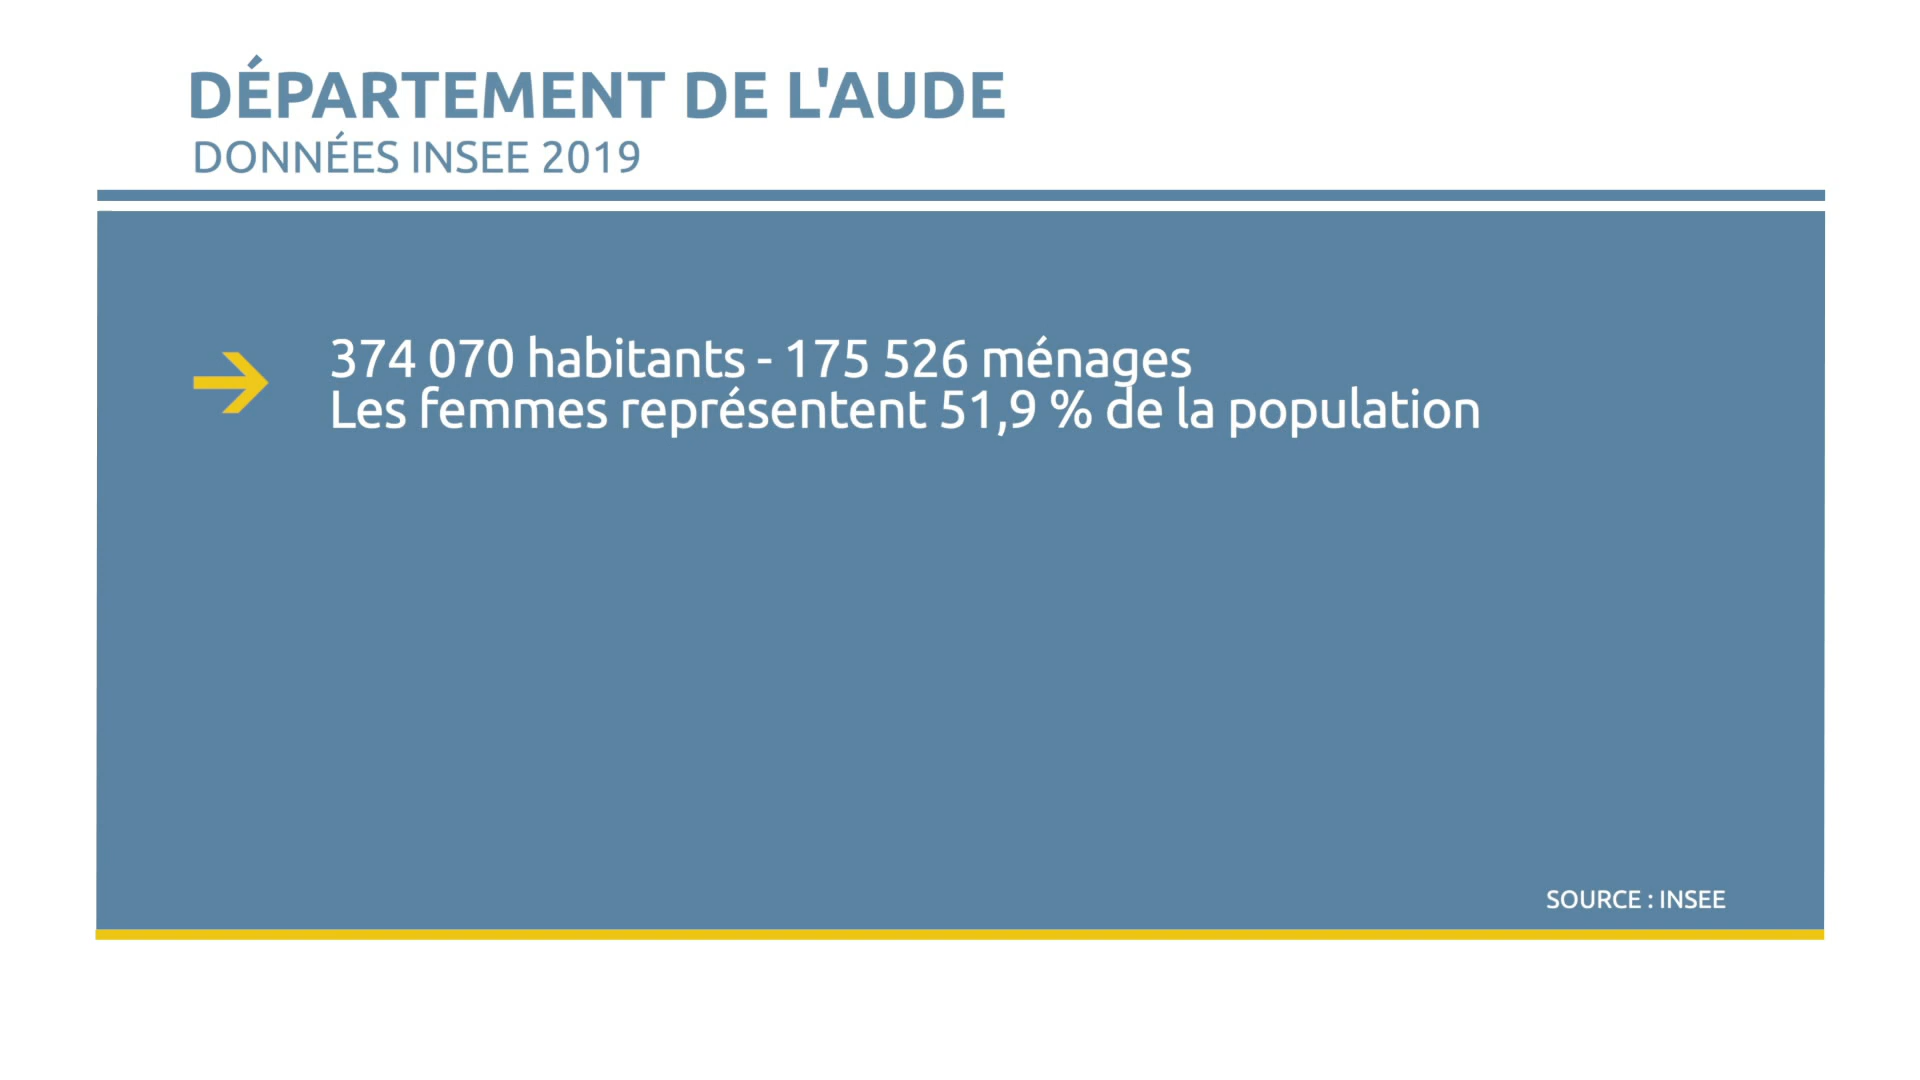 DÉPARTEMENT DE L'AUDE
DONNÉES INSEE 2019
374 070 habitants - 175 526 ménages
Les femmes représentent 51,9 % de la population
SOURCE : INSEE